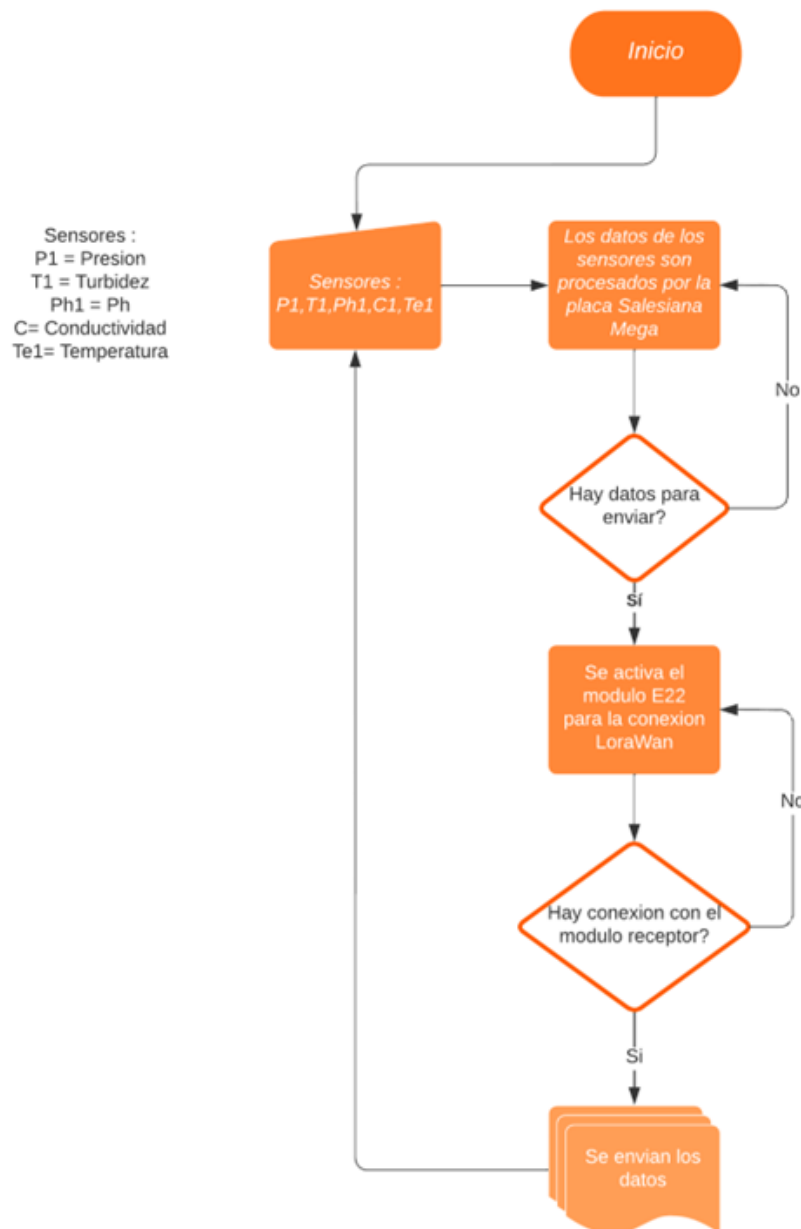 Inicio
Sensores :
P1 = Presion
T1 = Turbidez
Ph1 = Ph
C= Conductividad
Te1= Temperatura
Sensores :
P1,T1,Ph1,C1,Te1
Los datos de los
sensores son
procesados por la
placa Salesiana
Mega
No
Hay datos para
enviar?
Sí
Se activa el
modulo E22
para la conexion
LoraWan
No
Hay conexion con el
modulo receptor?
Si
Se envian los
datos